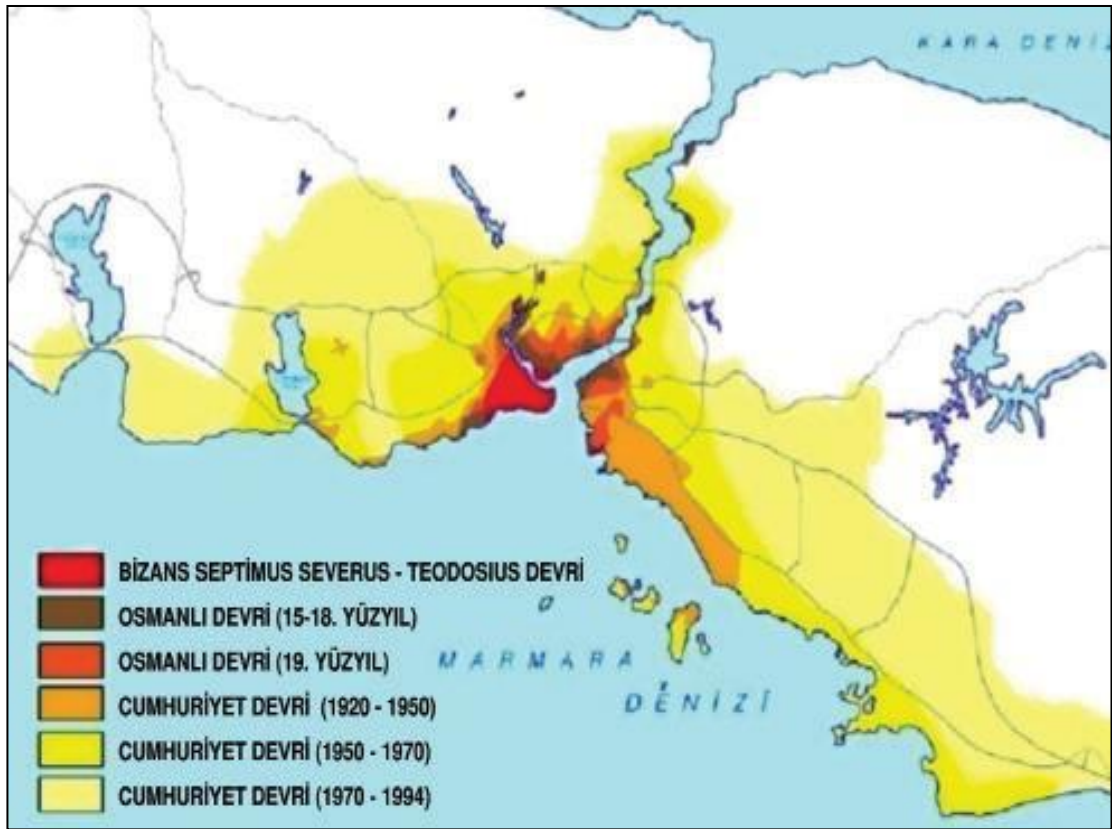 KARA DENİZ
BİZANS SEPTİMUS SEVERUS - TEODOSIUS DEVRİ
OSMANLI DEVRİ (15-18. YÜZYIL)
OSMANLI DEVRİ (19. YÜZYIL)
CUMHURİYET DEVRİ (1920 - 1950)
CUMHURİYET DEVRİ (1950 - 1970)
CUMHURİYET DEVRİ (1970 - 1994)
MARMARA
DENİZİ